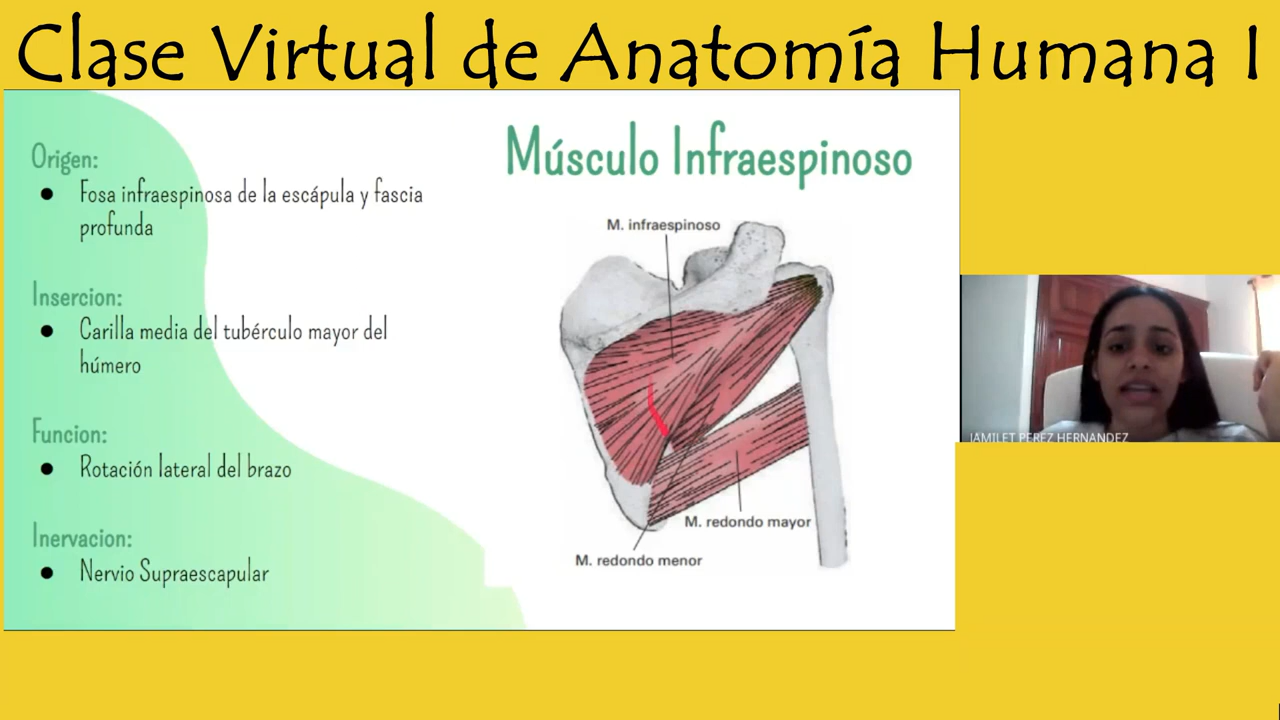 Clase Virtual de Anatomía Humana I
Origen:
● Fosa infraespinosa de la escápula y fascia
profunda
Insercion:
● Carilla media del tubérculo mayor del
húmero
Funcion:
● Rotación lateral del brazo
Inervacion:
● Nervio Supraescapular
Músculo Infraespinoso
M. infraespinoso
M. redondo mayor
M. redondo menor
JAMILET PEREZ HERNANDEZ